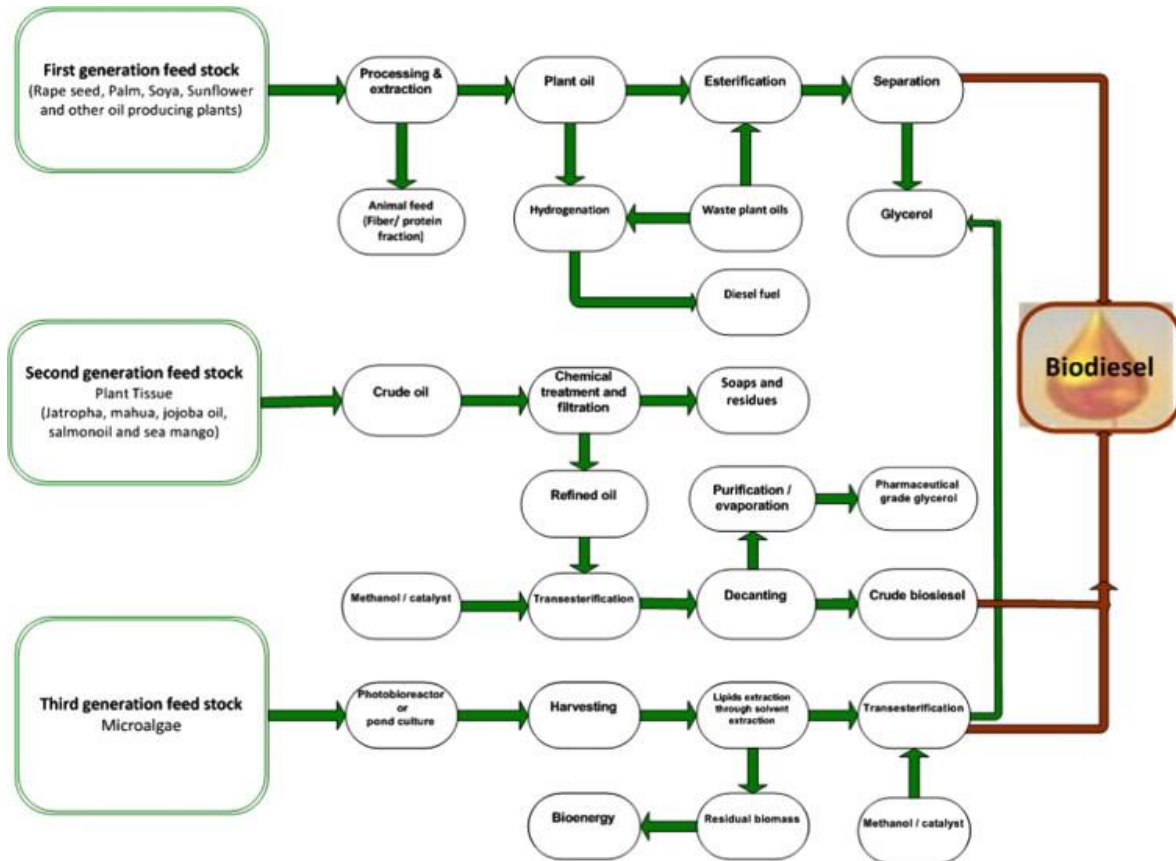 First generation feed stock
(Rape seed, Palm, Soya, Sunflower
and other oil producing plants)
Processing &
extraction
Plant oil
Esterification
Separation
Animal feed
(Fiber/ protein
fraction)
Hydrogenation
Waste plant oils
Glycerol
Diesel fuel
Biodiesel
Second generation feed stock
Plant Tissue
(Jatropha, mahua, jojoba oil,
salmonoil and sea mango)
Crude oil
Chemical
treatment and
filtration
Soaps and
residues
Refined oil
Purification /
evaporation
Pharmaceutical
grade glycerol
Methanol / catalyst
Transesterification
Decanting
Crude biosiesel
Third generation feed stock
Microalgae
Photobioreactor
or
pond culture
Harvesting
Lipids extraction
through solvent
extraction
Transesterification
Bioenergy
Residual biomass
Methanol / catalyst